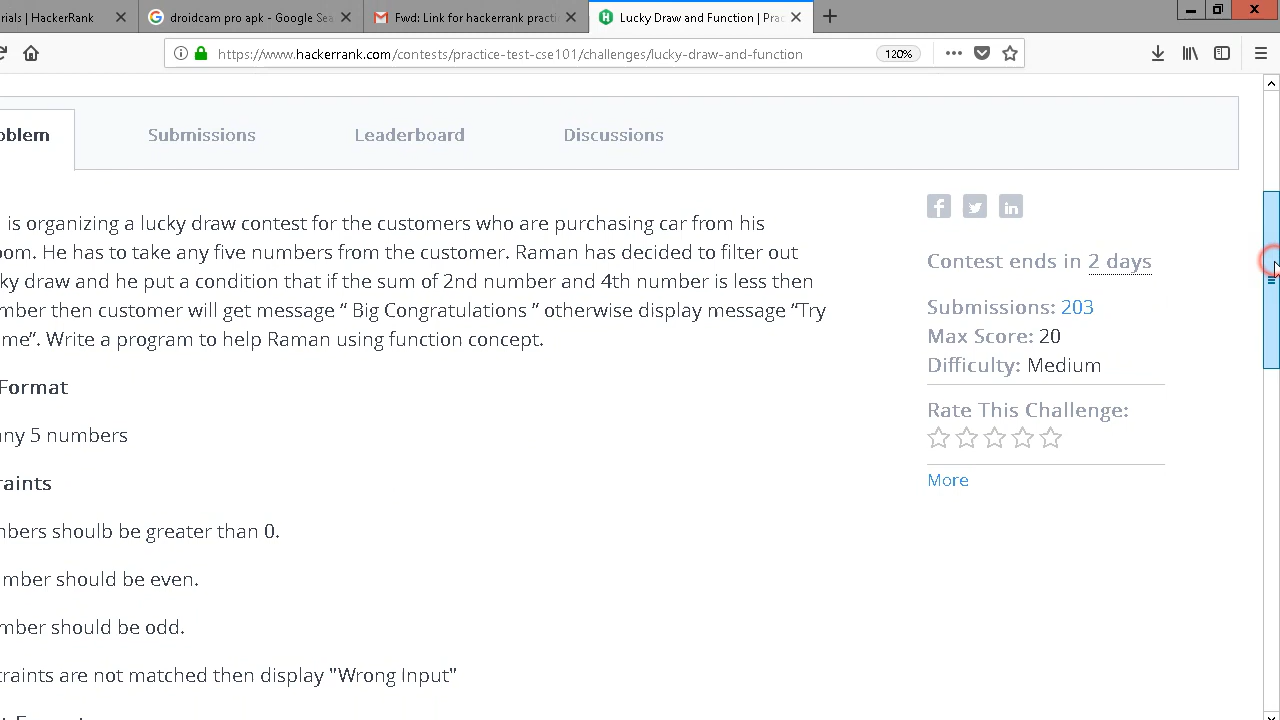 rials | HackerRank
droidcam pro apk - Google Sea
Fwd: Link for hackerrank practi
Lucky Draw and Function | Prac
https://www.hackerrank.com/contests/practice-test-cse101/challenges/lucky-draw-and-function
120%
oblem
Submissions
Leaderboard
Discussions
is organizing a lucky draw contest for the customers who are purchasing car from his
oom. He has to take any five numbers from the customer. Raman has decided to filter out
ky draw and he put a condition that if the sum of 2nd number and 4th number is less then
mber then customer will get message “ Big Congratulations ” otherwise display message “Try
me”. Write a program to help Raman using function concept.
Format
any 5 numbers
raints
nbers shoulb be greater than 0.
mber should be even.
mber should be odd.
traints are not matched then display "Wrong Input"
f
in
Contest ends in 2 days
Submissions: 203
Max Score: 20
Difficulty: Medium
Rate This Challenge:
More